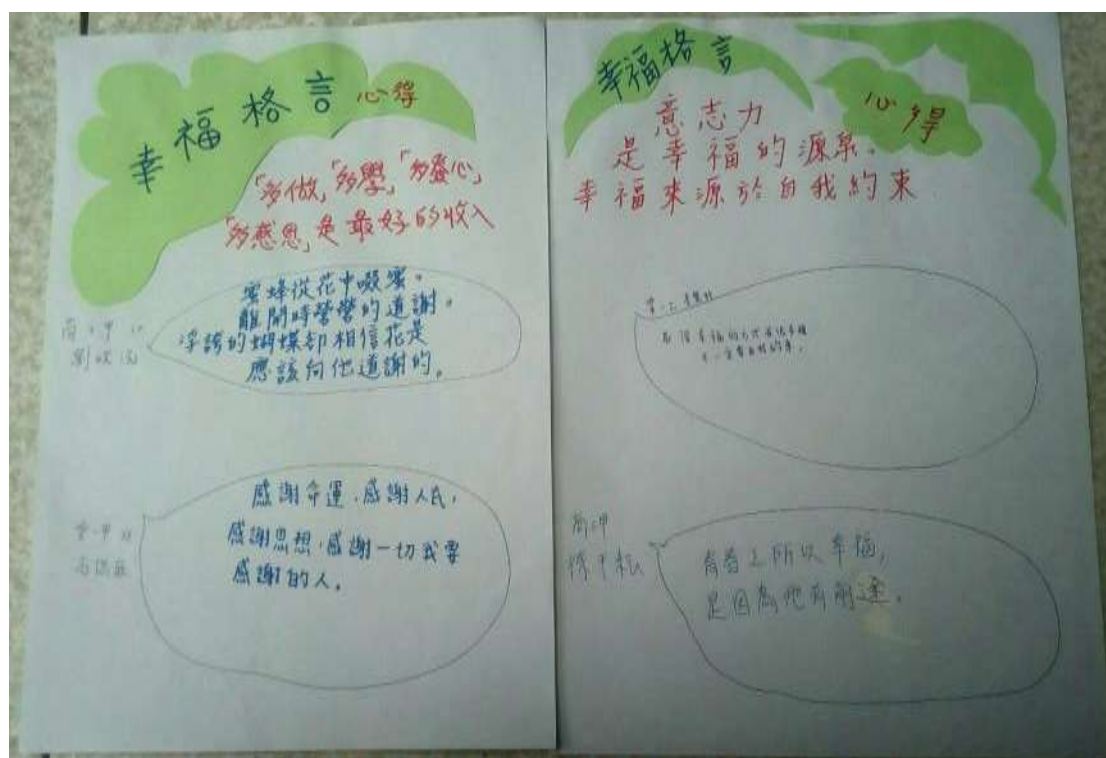 幸福格言 心得
「多做」「多學」「多發心」
「多感恩」是最好的收入
蜜蜂從花中啜蜜。
離開時營營的道謝。
浮誇的蝴蝶卻相信花是
應該向他道謝的。
感謝命運、感謝人民,
感謝思想,感謝一切我要
感謝的人。
幸福格言
心得
意志力
是幸福的源泉,
幸福來源於自我約束
青春之所以幸福,
是因為他有前途。